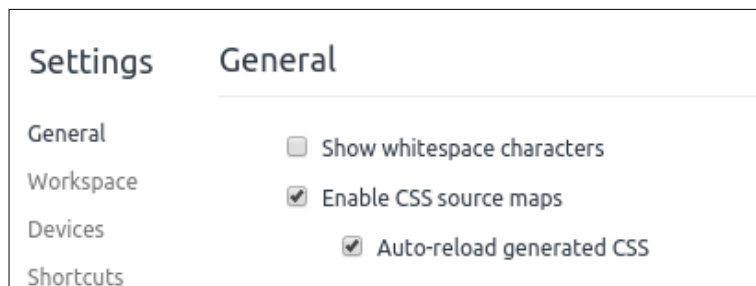 Settings
General
Workspace
Devices
Shortcuts
General
Show whitespace characters
Enable CSS source maps
Auto-reload generated CSS